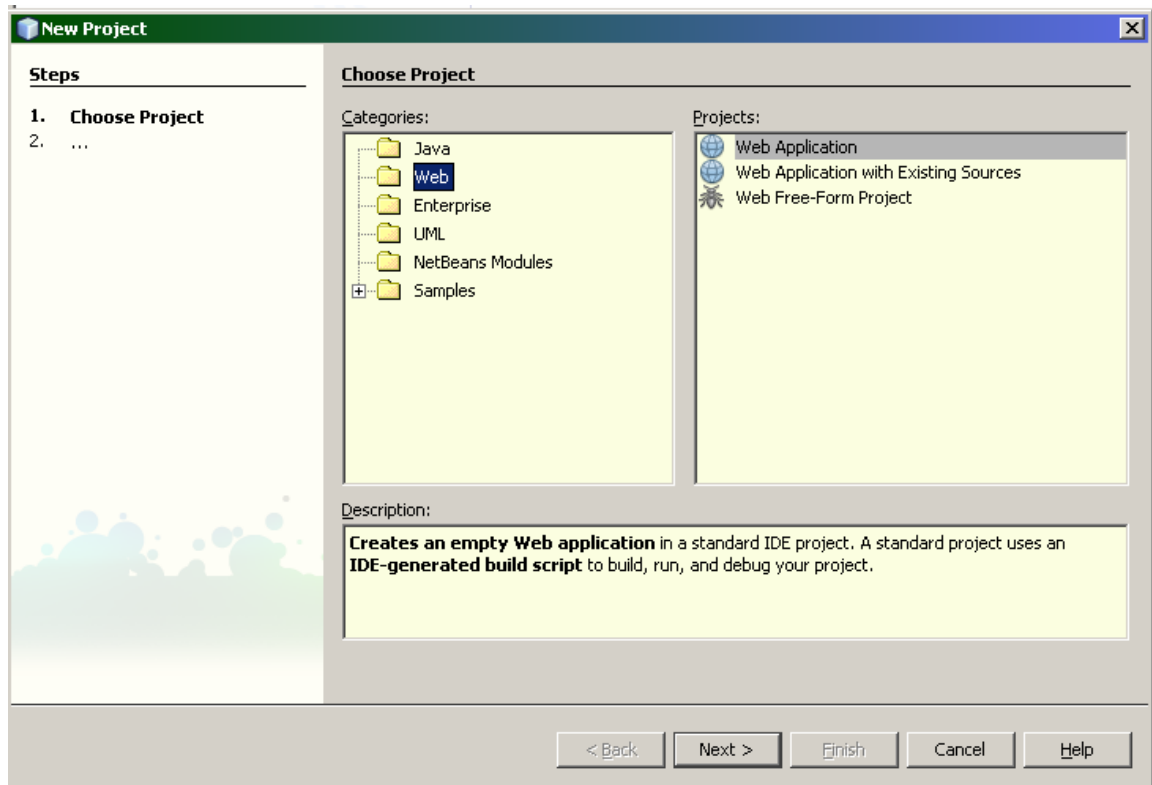 New Project
Steps
1. Choose Project
2. ...
Choose Project
Categories:
Java
Web
Enterprise
UML
NetBeans Modules
Samples
Projects:
Web Application
Web Application with Existing Sources
Web Free-Form Project
Description:
Creates an empty Web application in a standard IDE project. A standard project uses an
IDE-generated build script to build, run, and debug your project.
< Back
Next >
Finish
Cancel
Help